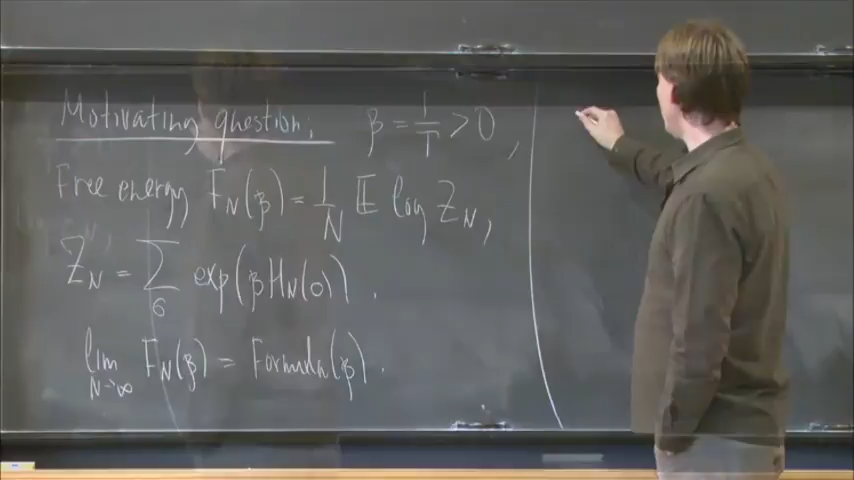 Motivating question: β = 1/T > 0,
Free energy F_N(β) = 1/N 𝔼 log Z_N,
Z_N = Σ_σ exp(βH_N(σ)).
lim_{N→∞} F_N(β) = Formula(β).